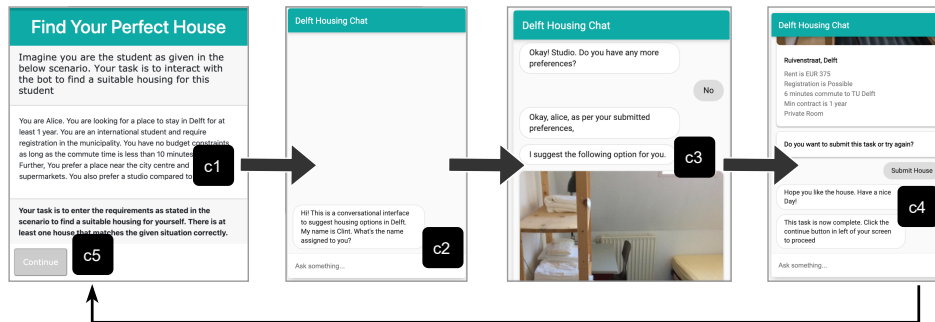 Find Your Perfect House
Imagine you are the student as given in the
below scenario. Your task is to interact with
the bot to find a suitable housing for this
student
You are Alice. You are looking for a place to stay in Delft for at
least 1 year. You are an international student and require
registration in the municipality. You have no budget constraints
as long as the commute time is less than 10 minutes
Further, You prefer a place near the city centre and
supermarkets. You also prefer a studio compared to
c1
Your task is to enter the requirements as stated in the
scenario to find a suitable housing for yourself. There is at
least one house that matches the given situation correctly.
Continue
c5
Delft Housing Chat
Hi! This is a conversational interface
to suggest housing options in Delft.
My name is Clint. What's the name
assigned to you?
c2
Ask something...
Delft Housing Chat
Okay! Studio. Do you have any more
preferences?
No
Okay, alice, as per your submitted
preferences,
I suggest the following option for you.
c3
Delft Housing Chat
Ruivenstraat, Delft
Rent is EUR 375
Registration is Possible
6 minutes commute to TU Delft
Min contract is 1 year
Private Room
Do you want to submit this task or try again?
Submit House
Hope you like the house. Have a nice
Day!
c4
This task is now complete. Click the
continue button in left of your screen
to proceed
Ask something...